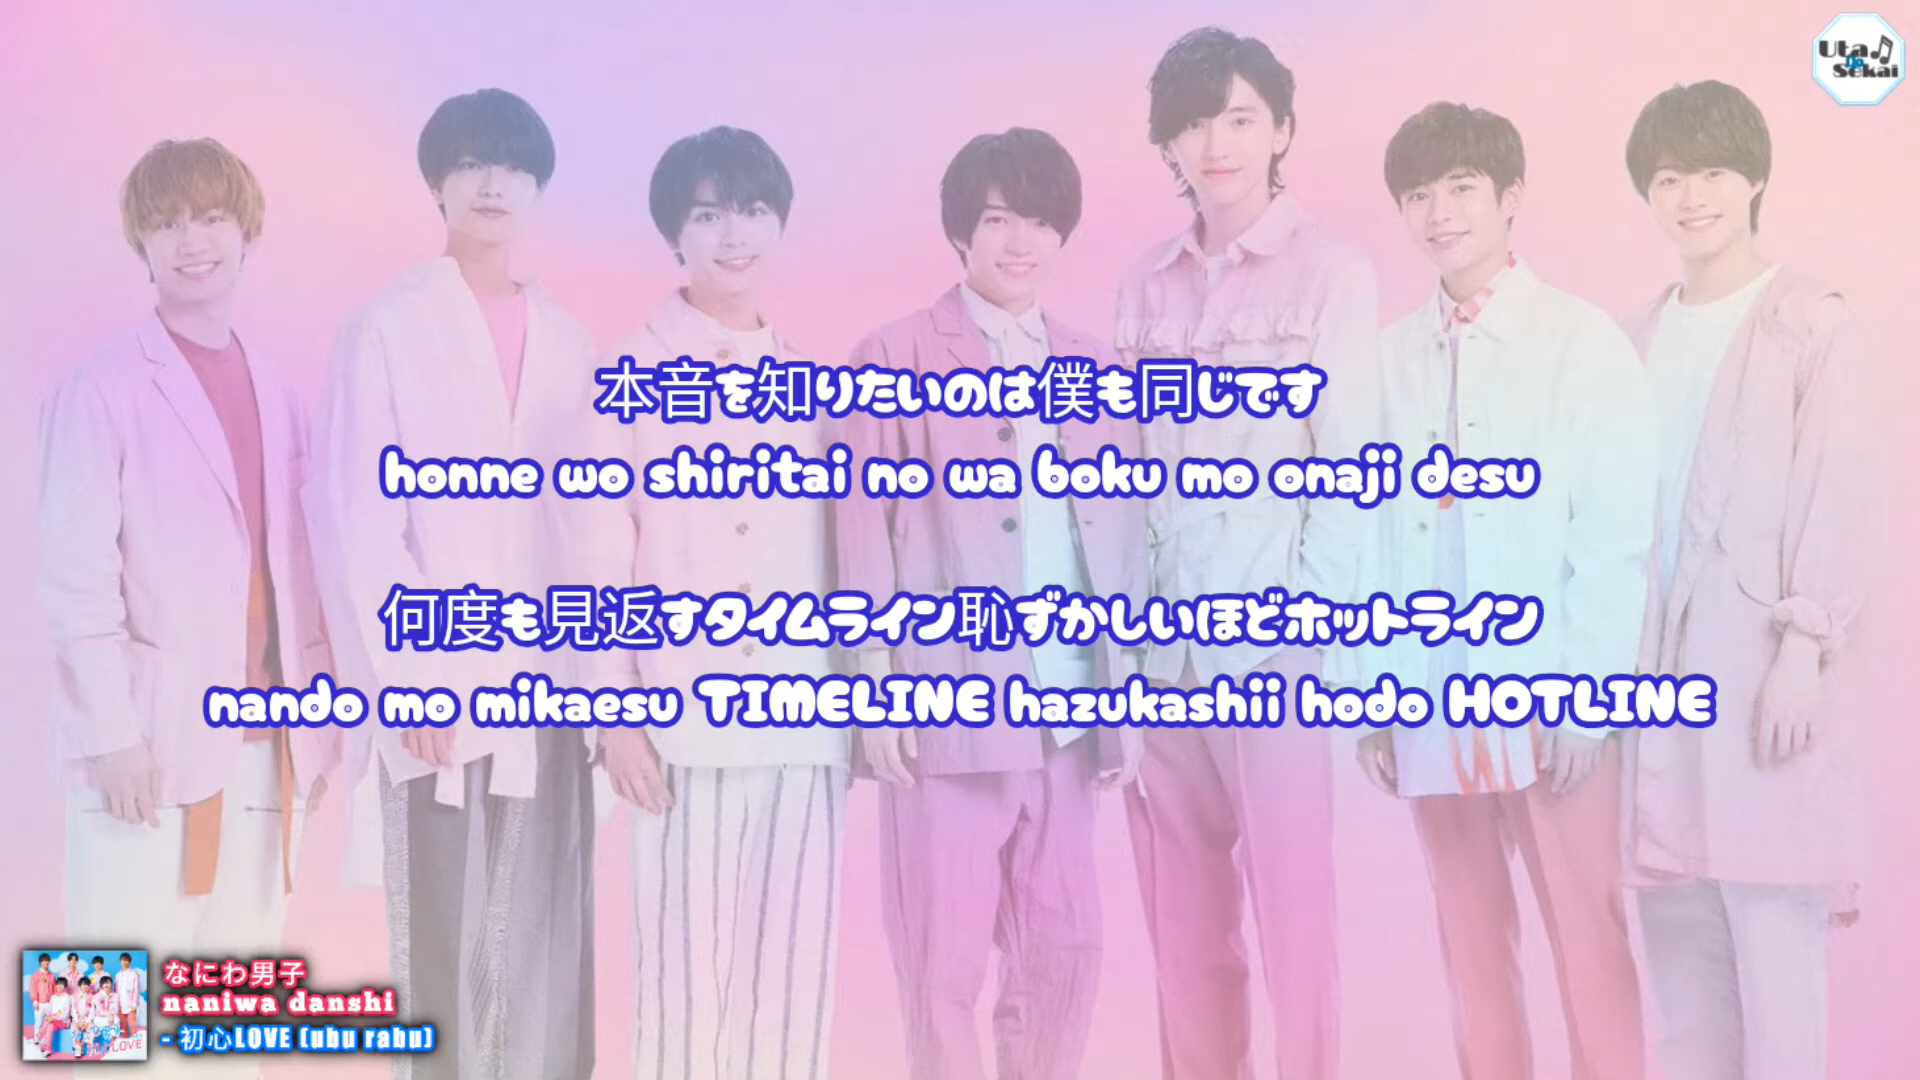 Uta
No
Sekai
本音を知りたいのは僕も同じです
honne wo shiritai no wa boku mo onaji desu
何度も見返すタイムライン恥ずかしいほどホットライン
nando mo mikaesu TIMELINE hazukashii hodo HOTLINE
なにわ男子
naniwa danshi
- 初心LOVE (ubu rabu)
LOVE